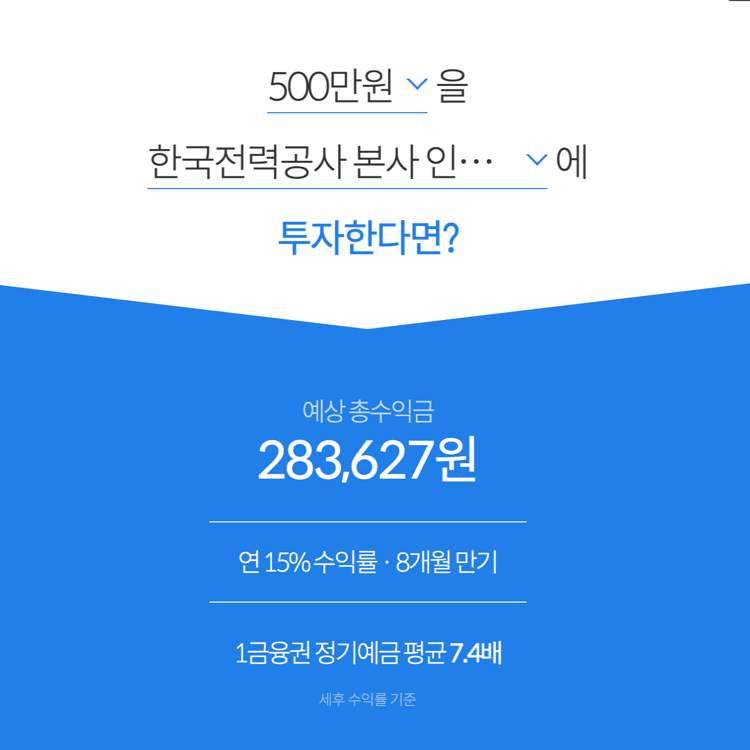 500만원 을
한국전력공사 본사 인··· 에
투자한다면?
예상 총수익금
283,627원
연 15% 수익률 · 8개월 만기
1금융권 정기예금 평균 7.4배
세후 수익률 기준